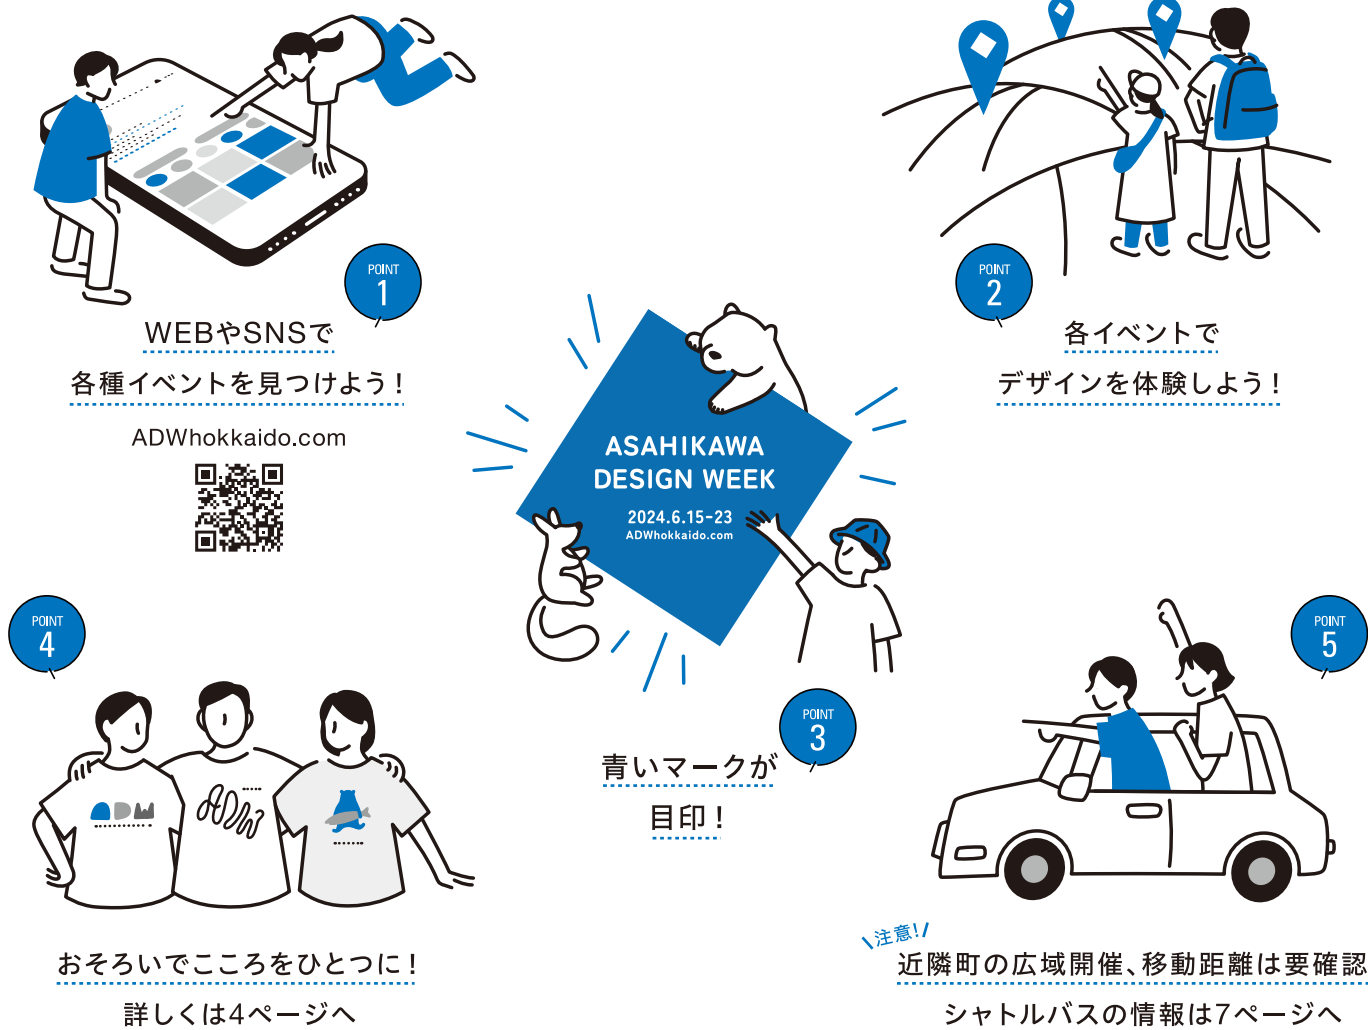 POINT
1
WEBやSNSで
各種イベントを見つけよう!
ADWhokkaido.com
POINT
2
各イベントで
デザインを体験しよう!
ASAHIKAWA
DESIGN WEEK
2024.6.15-23
ADWhokkaido.com
POINT
3
青いマークが
目印!
POINT
4
ADW
ADW
おそろいでこころをひとつに!
詳しくは4ページへ
POINT
5
注意!
近隣町の広域開催、移動距離は要確認
シャトルバスの情報は7ページへ